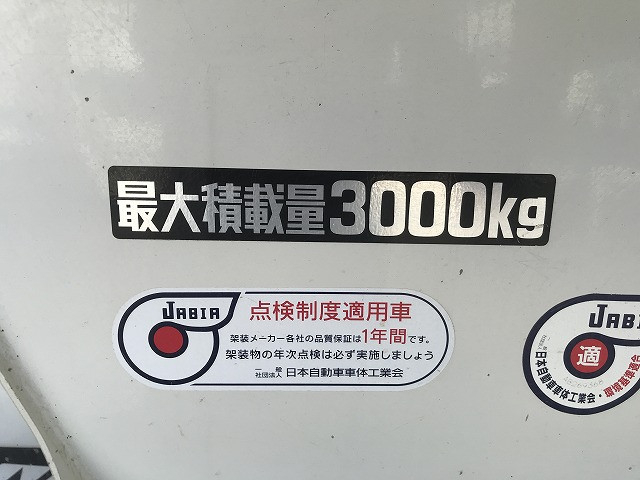 最大積載量3000kg
JABIA
点検制度適用車
架装メーカー各社の品質保証は1年間です。
架装物の年次点検は必ず実施しましょう
一般社団法人 日本自動車車体工業会
JABI
適
日本自動車車体工業会